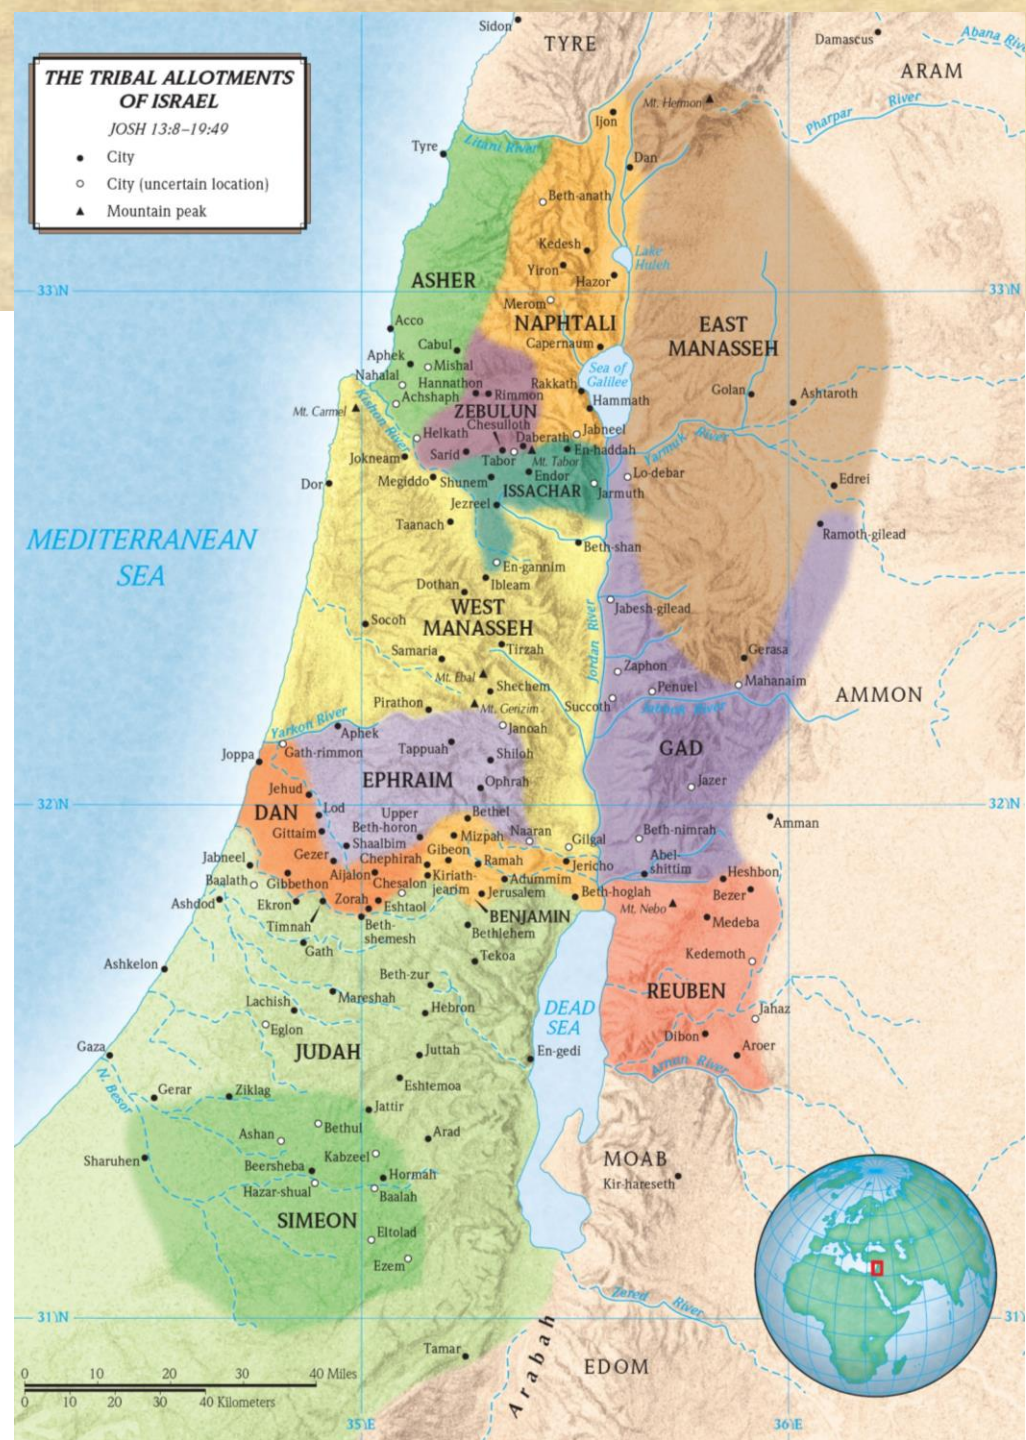 THE TRIBAL ALLOTMENTS
OF ISRAEL
JOSH 13:8–19:49
City
City (uncertain location)
Mountain peak
Sidon
TYRE
Damascus
Abana River
ARAM
Mt. Hermon
Pharpar River
Ijon
Tyre
Litani River
Dan
Beth-anath
Kedesh
Lake
Huleh
Yiron
Hazor
ASHER
33°N
33°N
Merom
NAPHTALI
EAST
MANASSEH
Acco
Capernaum
Cabul
Aphek
Mishal
Sea of
Galilee
Nahalal
Hannathon
Rakkath
Golan
Ashtaroth
Achshaph
Rimmon
Hammath
Mt. Carmel
Kishon River
ZEBULUN
Chesulloth
Jabneel
Helkath
Daberath
Yarmuk River
En-haddah
Sarid
Tabor
Mt. Tabor
Jokneam
Megiddo
Shunem
Endor
Lo-debar
Dor
ISSACHAR
Jarmuth
Edrei
Jezreel
Taanach
Ramoth-gilead
MEDITERRANEAN
SEA
Beth-shan
En-gannim
Dothan
Ibleam
WEST
MANASSEH
Jabesh-gilead
Socoh
Jordan River
Samaria
Tirzah
Gerasa
Zaphon
Mt. Ebal
Shechem
Penuel
Mahanaim
AMMON
Pirathon
Mt. Gerizim
Succoth
Jabbok River
Yarkon River
Aphek
Janoah
Joppa
Gath-rimmon
Tappuah
Shiloh
GAD
EPHRAIM
Ophrah
Jazer
Jehud
32°N
32°N
DAN
Lod
Upper
Beth-horon
Bethel
Amman
Gittaim
Mizpah
Naaran
Gilgal
Beth-nimrah
Shaalbim
Gibeon
Jabneel
Gezer
Chephirah
Ramah
Jericho
Abel-
shittim
Baalath
Gibbethon
Aijalon
Chesalon
Kiriath-
jearim
Adummim
Heshbon
Ashdod
Ekron
Zorah
Eshtaol
Jerusalem
Beth-hoglah
Bezer
Timnah
Beth-
shemesh
BENJAMIN
Mt. Nebo
Medeba
Gath
Bethlehem
Tekoa
Kedemoth
Ashkelon
Beth-zur
Lachish
Mareshah
Hebron
DEAD
SEA
REUBEN
Jahaz
Eglon
Dibon
Gaza
JUDAH
Juttah
En-gedi
Aroer
N. Besor
Arnon River
Gerar
Ziklag
Eshtemoa
Jattir
Bethul
Ashan
Arad
Sharuhen
Kabzeel
MOAB
Beersheba
Hormah
Kir-hareseth
Hazar-shual
Baalah
SIMEON
Eltolad
Ezem
Zered River
31°N
31°
Tamar
Arabah
EDOM
0 10 20 30 40 Miles
0 10 20 30 40 Kilometers
35°E
36°E